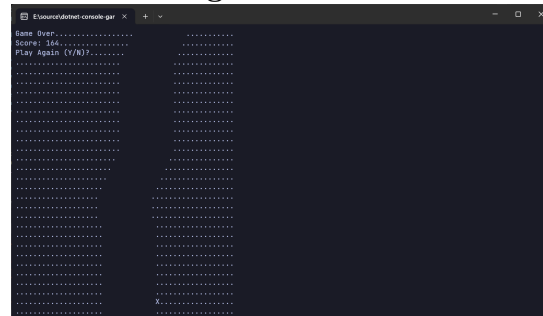 E:\source\dotnet-console-gar
Game Over..................            ...........
Score: 164................            ............
Play Again (Y/N)?........            .............
X.................